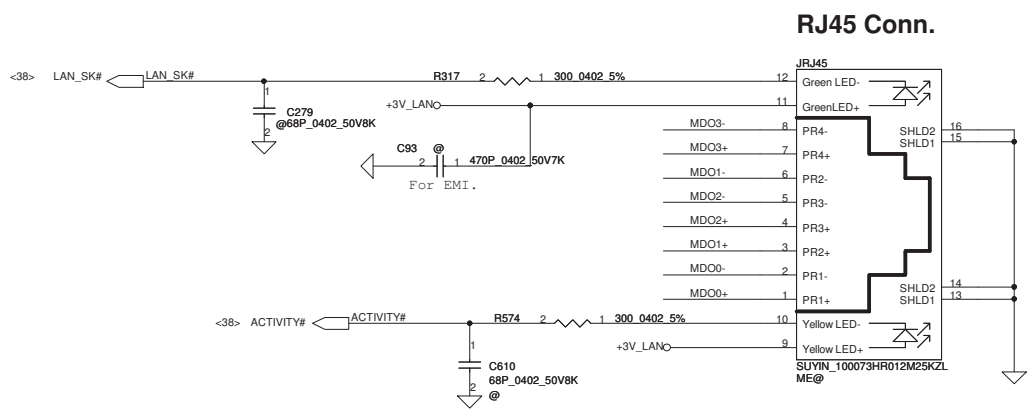 RJ45 Conn.
JRJ45
<38> LAN_SK# LAN_SK# R317 2 1 300_0402_5% 12 Green LED-
+3V_LAN 11 GreenLED+
1 C279
@68P_0402_50V8K
2
MDO3- 8 PR4- SHLD2 16
SHLD1 15
MDO3+ 7 PR4+
C93 @
2 1 470P_0402_50V7K
For EMI.
MDO1- 6 PR2-
MDO2- 5 PR3-
MDO2+ 4 PR3+
MDO1+ 3 PR2+
MDO0- 2 PR1-
SHLD2 14
MDO0+ 1 PR1+ SHLD1 13
<38> ACTIVITY# ACTIVITY# R574 2 1 300_0402_5% 10 Yellow LED-
+3V_LAN 9 Yellow LED+
1 C610
68P_0402_50V8K
2 @
SUYIN_100073HR012M25KZL
ME@